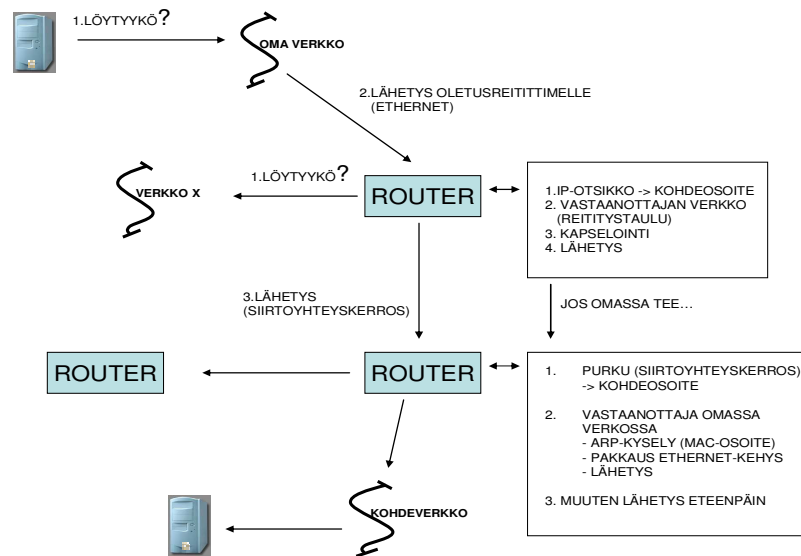 1.LÖYTYYKÖ?
OMA VERKKO
2.LÄHETYS OLETUSREITITTIMELLE
(ETHERNET)
1.LÖYTYYKÖ?
VERKKO X
ROUTER
1.IP-OTSIKKO -> KOHDEOSOITE
2. VASTAANOTTAJAN VERKKO
(REITITYSTAULU)
3. KAPSELOINTI
4. LÄHETYS
3.LÄHETYS
(SIIRTOYHTEYSKERROS)
JOS OMASSA TEE…
ROUTER
ROUTER
1. PURKU (SIIRTOYHTEYSKERROS)
-> KOHDEOSOITE
2. VASTAANOTTAJA OMASSA
VERKOSSA
- ARP-KYSELY (MAC-OSOITE)
- PAKKAUS ETHERNET-KEHYS
- LÄHETYS
3. MUUTEN LÄHETYS ETEENPÄIN
KOHDEVERKKO